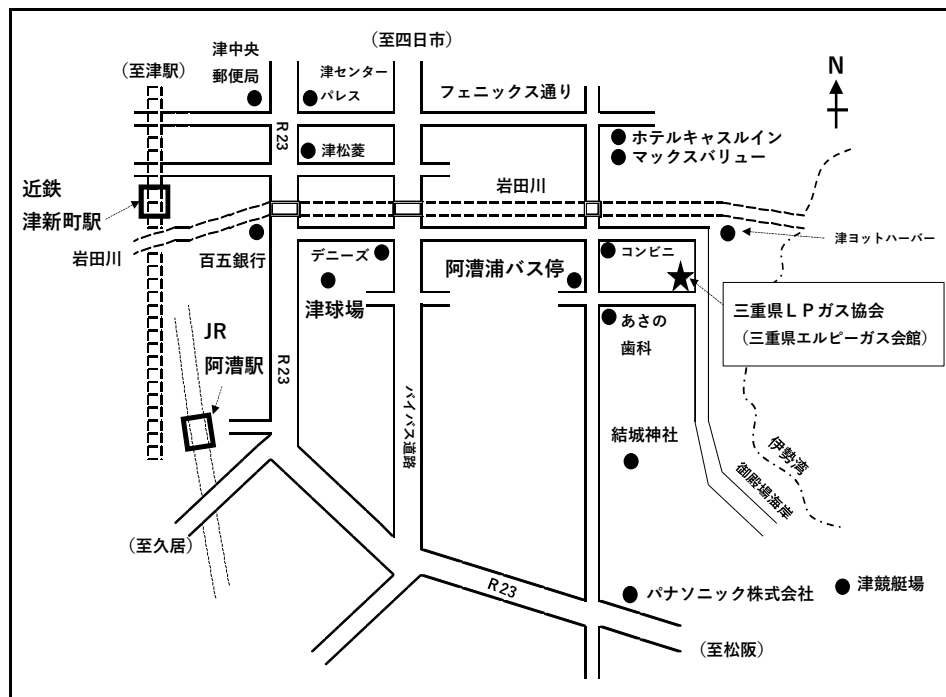 （至四日市）
津中央
郵便局
（至津駅）
津センター
パレス
フェニックス通り
N
R23
津松菱
ホテルキャスルイン
マックスバリュー
近鉄
津新町駅
岩田川
岩田川
百五銀行
デニーズ
コンビニ
津ヨットハーバー
阿漕浦バス停
津球場
三重県ＬＰガス協会
（三重県エルピーガス会館）
あさの
歯科
JR
阿漕駅
R23
バイパス道路
結城神社
伊勢湾
御殿場海岸
（至久居）
R23
パナソニック株式会社
津競艇場
（至松阪）